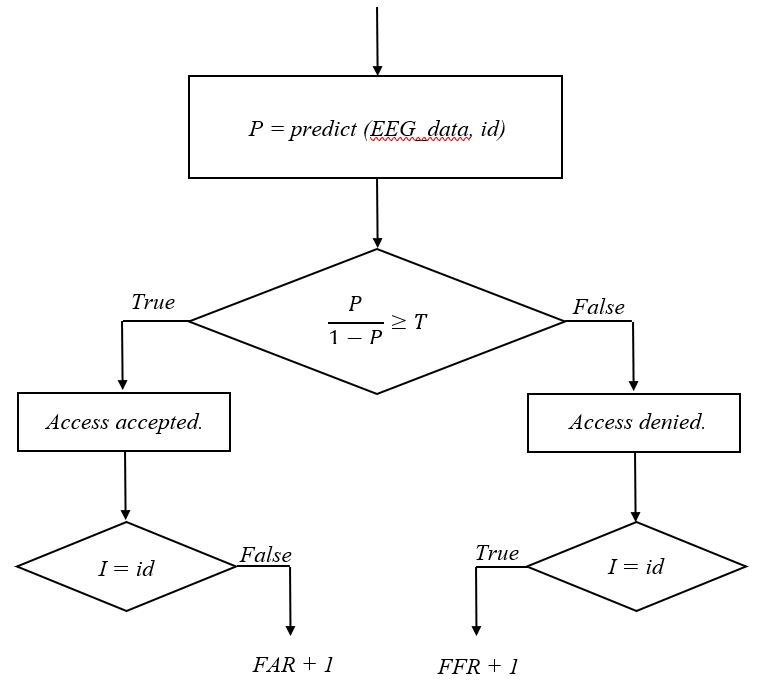 P = predict (EEG_data, id)
True
False
P
1 − P
≥ T
Access accepted.
Access denied.
I = id
I = id
False
True
FAR + 1
FFR + 1